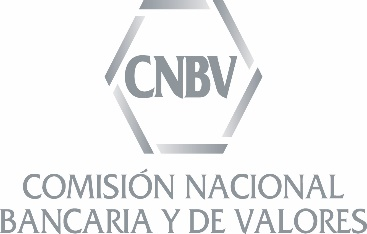 CNBV
COMISIÓN NACIONAL
BANCARIA Y DE VALORES